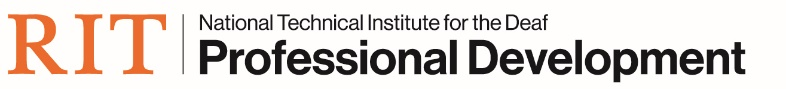 RIT
National Technical Institute for the Deaf
Professional Development